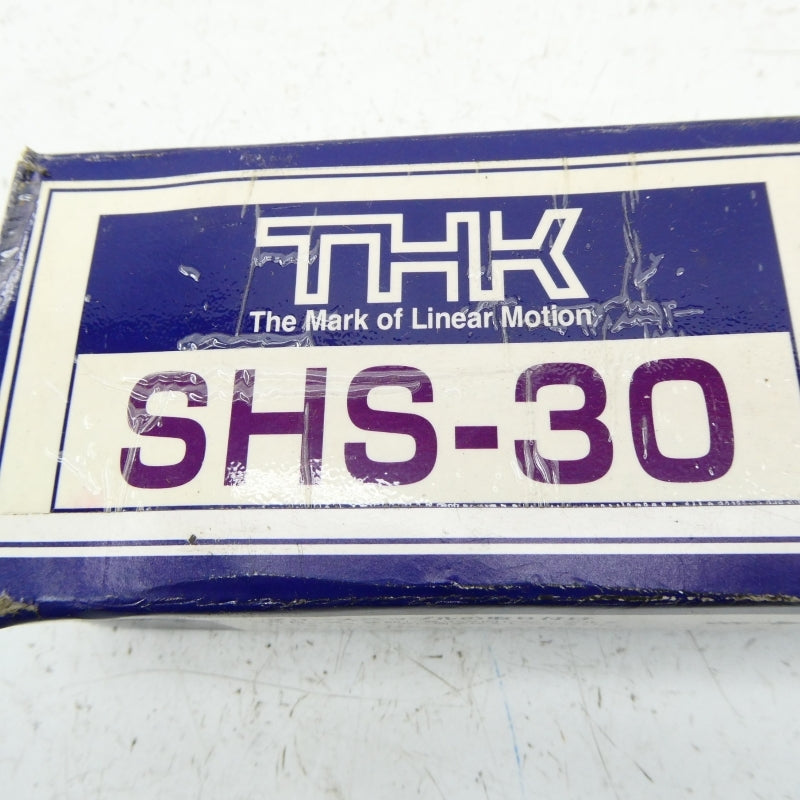 THK
The Mark of Linear Motion
SHS-30